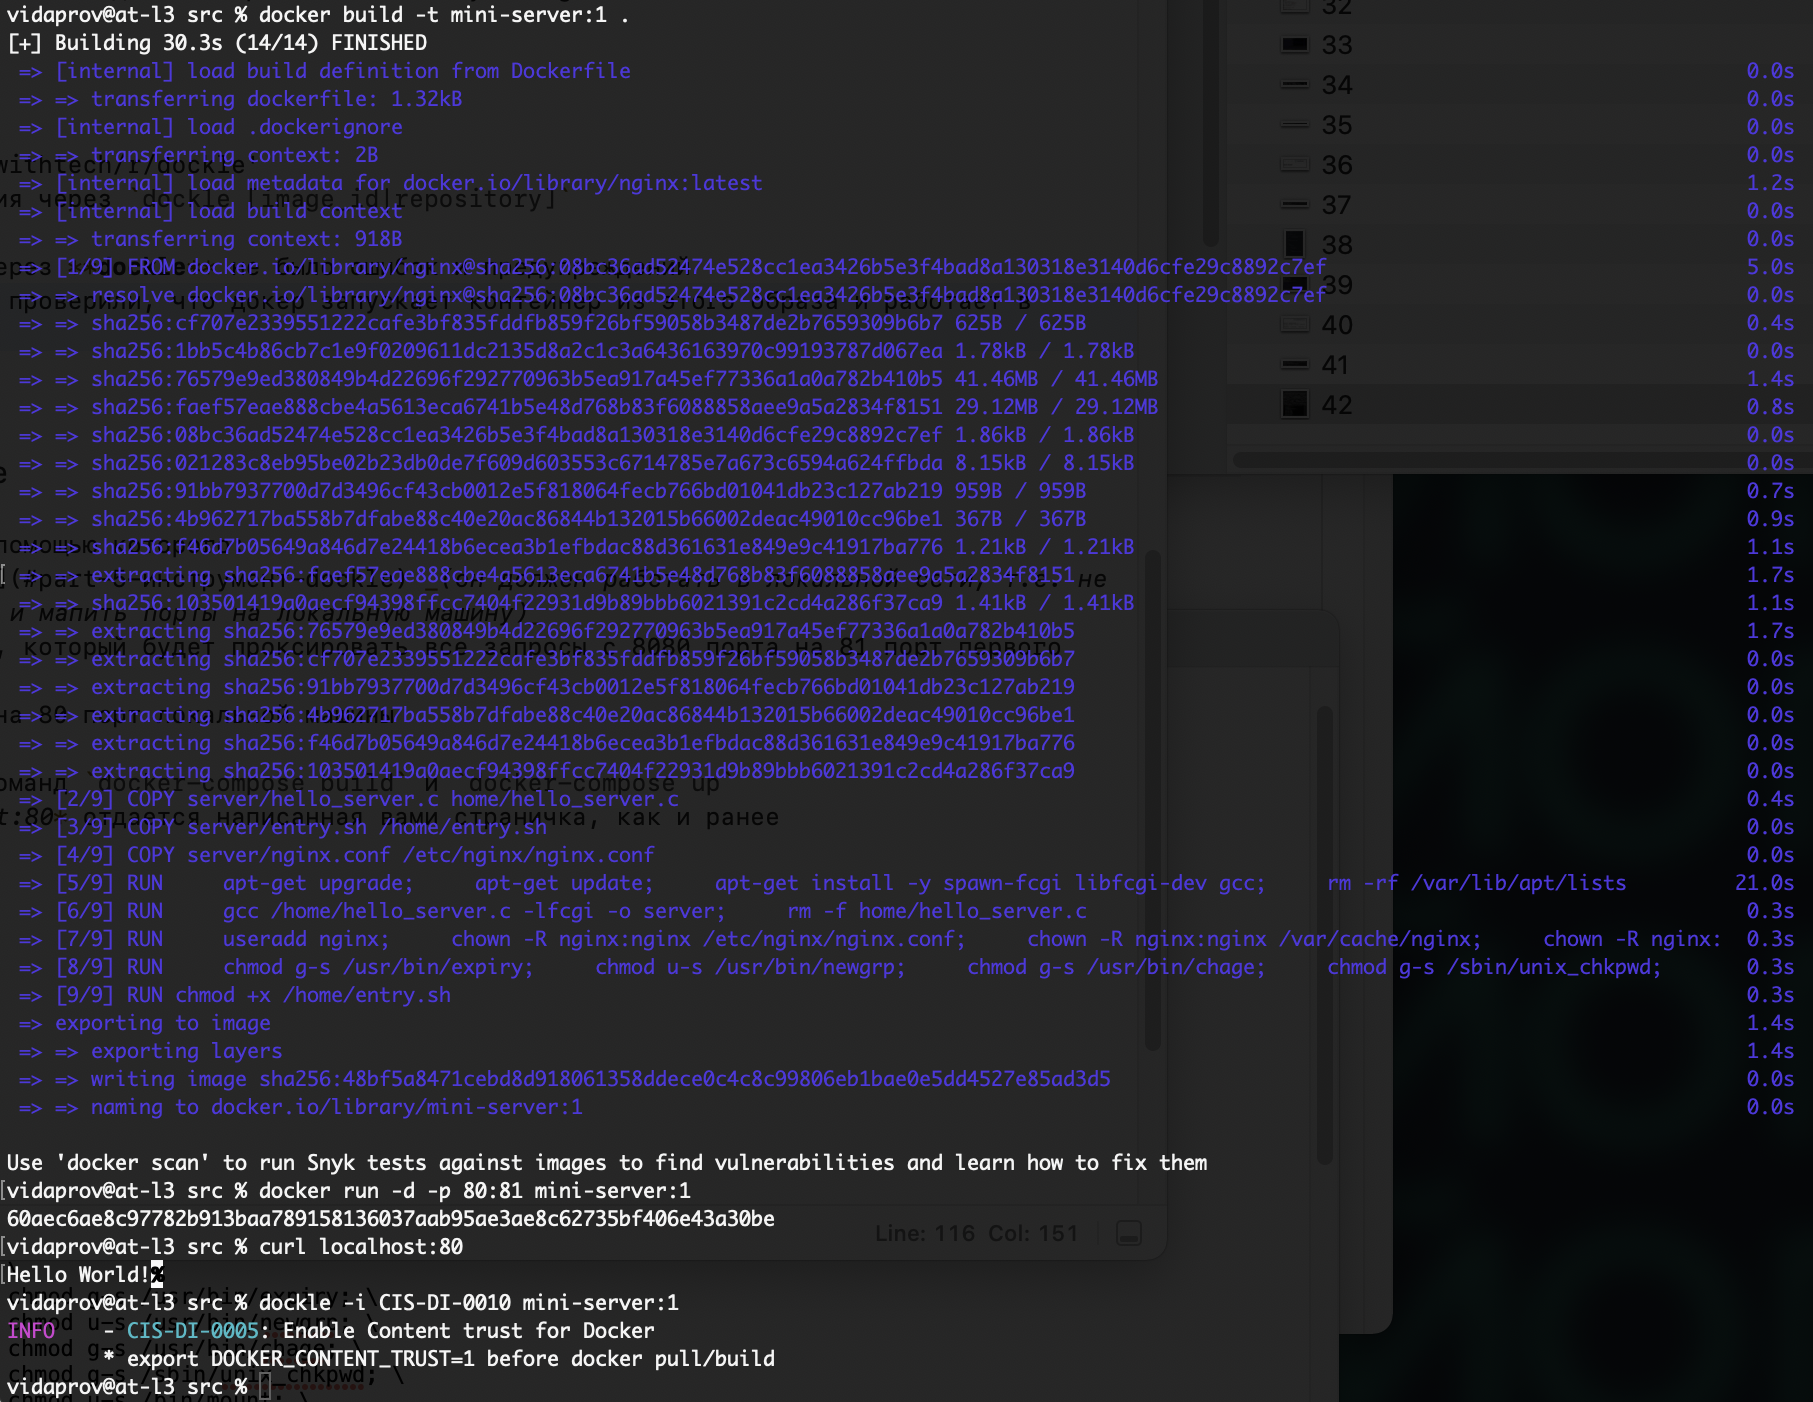 vidaprov@at-l3 src % docker build -t mini-server:1 .
[+] Building 30.3s (14/14) FINISHED
=> [internal] load build definition from Dockerfile 0.0s
=> => transferring dockerfile: 1.32kB 0.0s
=> [internal] load .dockerignore 0.0s
=> => transferring context: 2B 0.0s
=> [internal] load metadata for docker.io/library/nginx:latest 1.2s
=> [internal] load build context 0.0s
=> => transferring context: 918B 0.0s
=> [1/9] FROM docker.io/library/nginx@sha256:08bc36ad52474e528cc1ea3426b5e3f4bad8a130318e3140d6cfe29c8892c7ef 5.0s
=> => resolve docker.io/library/nginx@sha256:08bc36ad52474e528cc1ea3426b5e3f4bad8a130318e3140d6cfe29c8892c7ef 0.0s
=> => sha256:cf707e2339551222cafe3bf835fddfb859f26bf59058b3487de2b7659309b6b7 625B / 625B 0.4s
=> => sha256:1bb5c4b86cb7c1e9f0209611dc2135d8a2c1c3a6436163970c99193787d067ea 1.78kB / 1.78kB 0.0s
=> => sha256:76579e9ed380849b4d22696f292770963b5ea917a45ef77336a1a0a782b410b5 41.46MB / 41.46MB 1.4s
=> => sha256:faef57eae888cbe4a5613eca6741b5e48d768b83f6088858aee9a5a2834f8151 29.12MB / 29.12MB 0.8s
=> => sha256:08bc36ad52474e528cc1ea3426b5e3f4bad8a130318e3140d6cfe29c8892c7ef 1.86kB / 1.86kB 0.0s
=> => sha256:021283c8eb95be02b23db0de7f609d603553c6714785e7a673c6594a624ffbda 8.15kB / 8.15kB 0.0s
=> => sha256:91bb7937700d7d3496cf43cb0012e5f818064fecb766bd01041db23c127ab219 959B / 959B 0.7s
=> => sha256:4b962717ba558b7dfabe88c40e20ac86844b132015b66002deac49010cc96be1 367B / 367B 0.9s
=> => sha256:f46d7b05649a846d7e24418b6ecea3b1efbdac88d361631e849e9c41917ba776 1.21kB / 1.21kB 1.1s
=> => extracting sha256:faef57eae888cbe4a5613eca6741b5e48d768b83f6088858aee9a5a2834f8151 1.7s
=> => sha256:103501419a0aecf94398ffcc7404f22931d9b89bbb6021391c2cd4a286f37ca9 1.41kB / 1.41kB 1.1s
=> => extracting sha256:76579e9ed380849b4d22696f292770963b5ea917a45ef77336a1a0a782b410b5 1.7s
=> => extracting sha256:cf707e2339551222cafe3bf835fddfb859f26bf59058b3487de2b7659309b6b7 0.0s
=> => extracting sha256:91bb7937700d7d3496cf43cb0012e5f818064fecb766bd01041db23c127ab219 0.0s
=> => extracting sha256:4b962717ba558b7dfabe88c40e20ac86844b132015b66002deac49010cc96be1 0.0s
=> => extracting sha256:f46d7b05649a846d7e24418b6ecea3b1efbdac88d361631e849e9c41917ba776 0.0s
=> => extracting sha256:103501419a0aecf94398ffcc7404f22931d9b89bbb6021391c2cd4a286f37ca9 0.0s
=> [2/9] COPY server/hello_server.c home/hello_server.c 0.4s
=> [3/9] COPY server/entry.sh /home/entry.sh 0.0s
=> [4/9] COPY server/nginx.conf /etc/nginx/nginx.conf 0.0s
=> [5/9] RUN apt-get upgrade; apt-get update; apt-get install -y spawn-fcgi libfcgi-dev gcc; rm -rf /var/lib/apt/lists 21.0s
=> [6/9] RUN gcc /home/hello_server.c -lfcgi -o server; rm -f home/hello_server.c 0.3s
=> [7/9] RUN useradd nginx; chown -R nginx:nginx /etc/nginx/nginx.conf; chown -R nginx:nginx /var/cache/nginx; chown -R nginx: 0.3s
=> [8/9] RUN chmod g-s /usr/bin/expiry; chmod u-s /usr/bin/newgrp; chmod g-s /usr/bin/chage; chmod g-s /sbin/unix_chkpwd; 0.3s
=> [9/9] RUN chmod +x /home/entry.sh 0.3s
=> exporting to image 1.4s
=> => exporting layers 1.4s
=> => writing image sha256:48bf5a8471cebd8d918061358ddece0c4c8c99806eb1bae0e5dd4527e85ad3d5 0.0s
=> => naming to docker.io/library/mini-server:1 0.0s
Use 'docker scan' to run Snyk tests against images to find vulnerabilities and learn how to fix them
vidaprov@at-l3 src % docker run -d -p 80:81 mini-server:1
60aec6ae8c97782b913baa789158136037aab95ae3ae8c62735bf406e43a30be
vidaprov@at-l3 src % curl localhost:80
Hello World!%
vidaprov@at-l3 src % dockle -i CIS-DI-0010 mini-server:1
INFO - CIS-DI-0005: Enable Content trust for Docker
* export DOCKER_CONTENT_TRUST=1 before docker pull/build
vidaprov@at-l3 src %
32
33
34
35
36
37
38
39
40
41
42
Line: 116 Col: 151